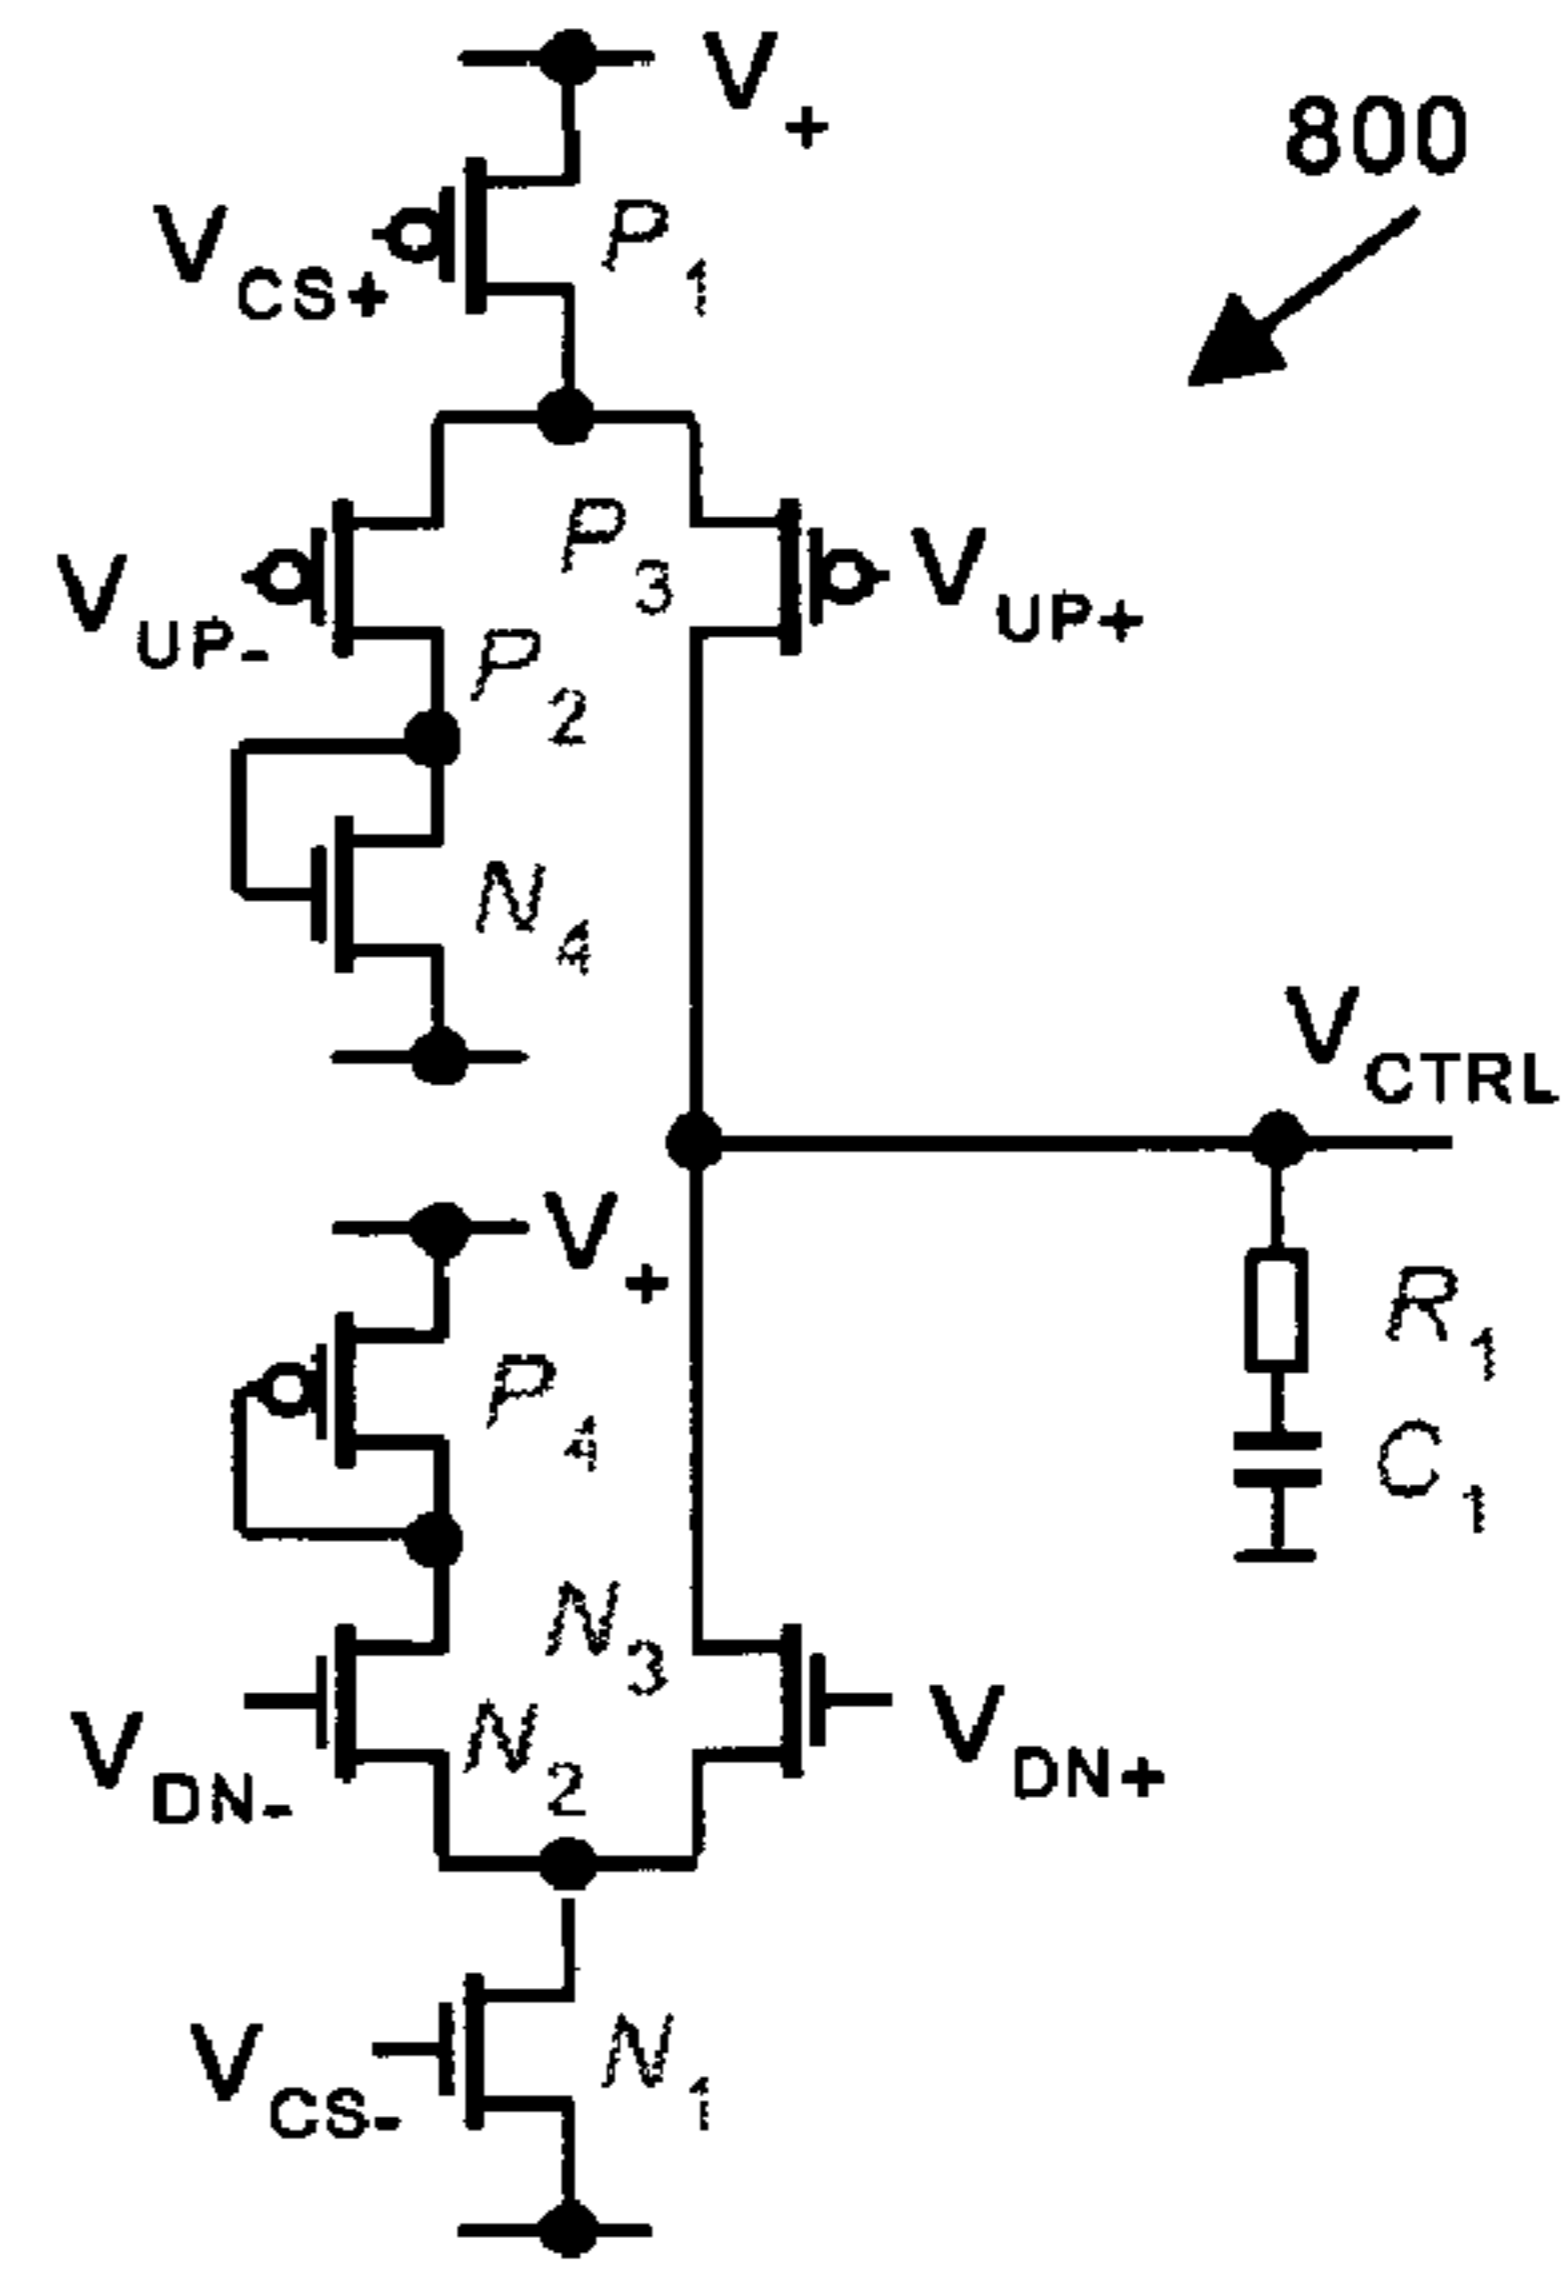 V+
800
VCS+
P1
VUP-
P3
VUP+
P2
N4
VCTRL
V+
R1
P4
C1
N3
VDN-
N2
VDN+
VCS-
N1